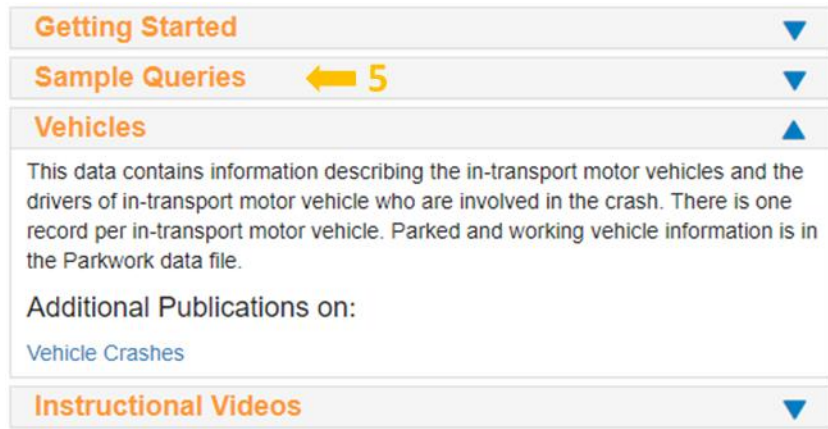 Getting Started
Sample Queries 5
Vehicles
This data contains information describing the in-transport motor vehicles and the
drivers of in-transport motor vehicle who are involved in the crash. There is one
record per in-transport motor vehicle. Parked and working vehicle information is in
the Parkwork data file.
Additional Publications on:
Vehicle Crashes
Instructional Videos